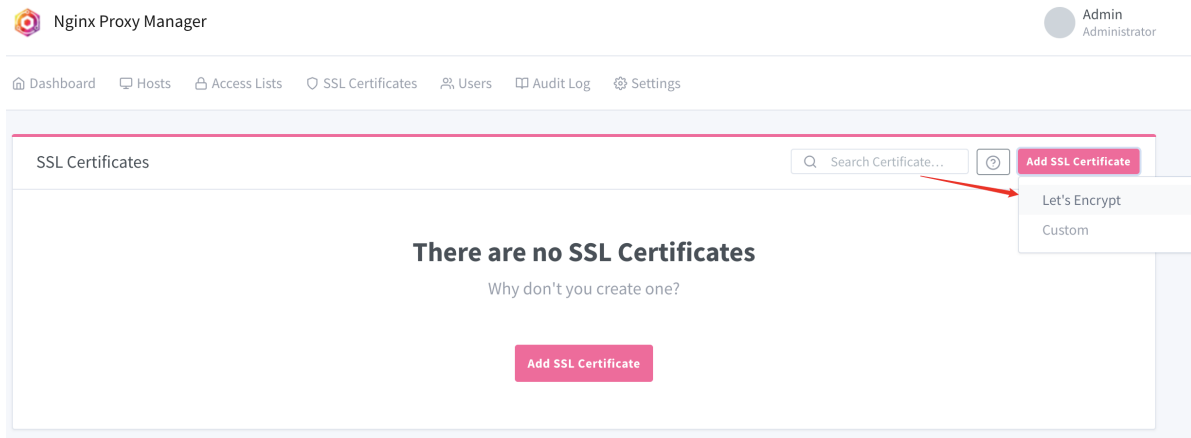 Nginx Proxy Manager
Admin
Administrator
Dashboard Hosts Access Lists SSL Certificates Users Audit Log Settings
SSL Certificates Search Certificate... Add SSL Certificate
Let's Encrypt
Custom
There are no SSL Certificates
Why don't you create one?
Add SSL Certificate